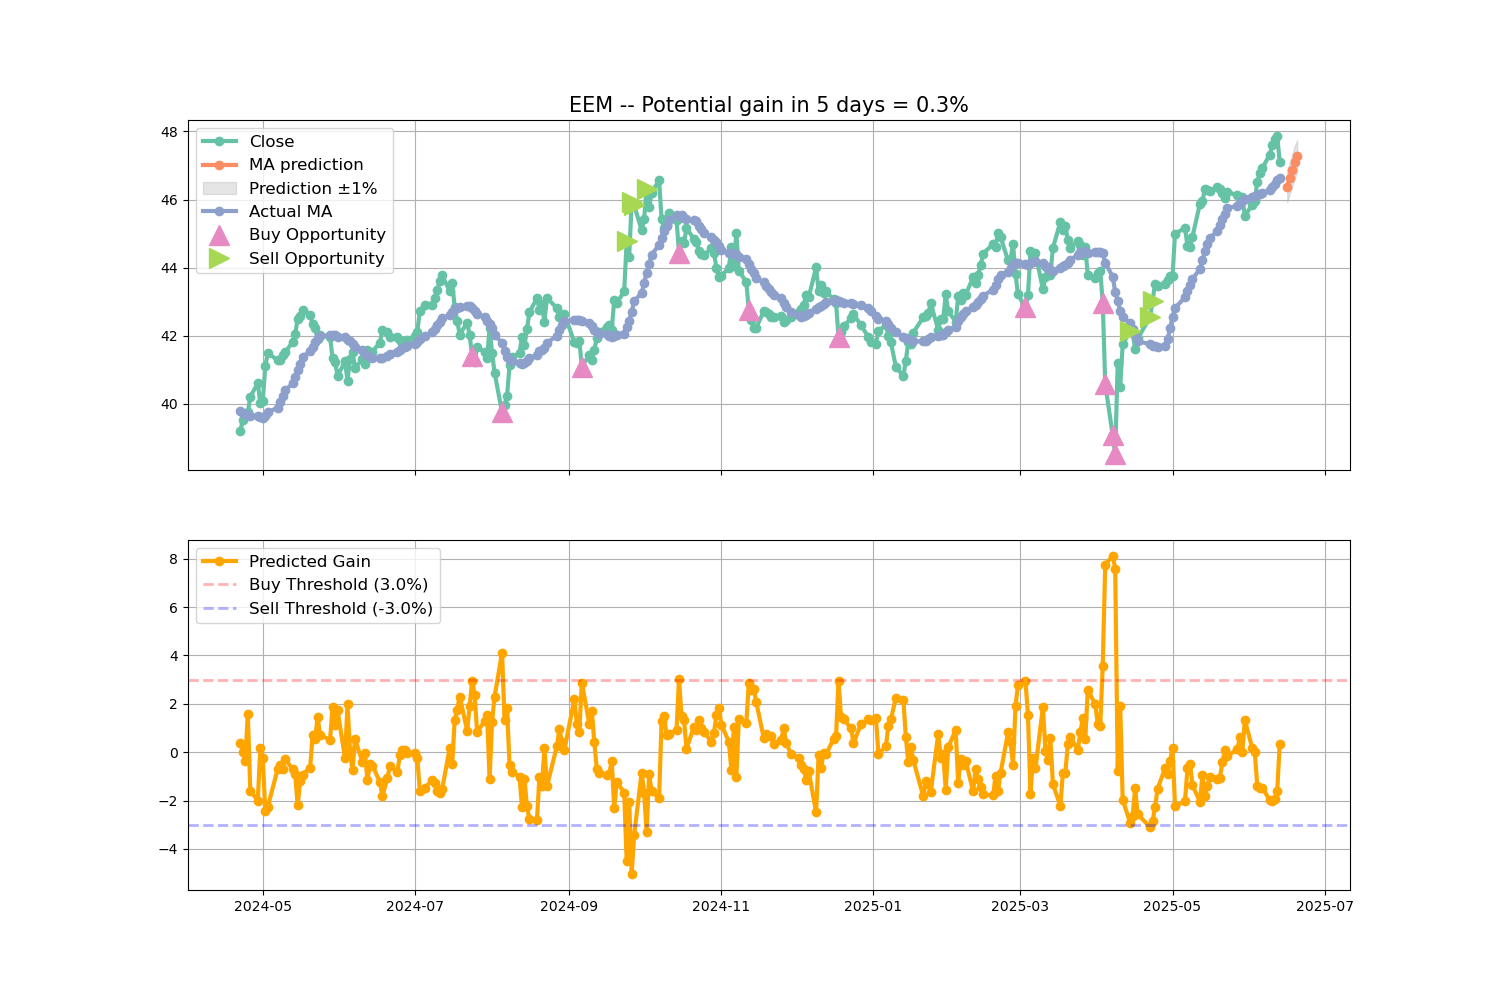 EEM -- Potential gain in 5 days = 0.3%
48
46
44
42
40
Close
MA prediction
Prediction ±1%
Actual MA
Buy Opportunity
Sell Opportunity
8
6
4
2
0
−2
−4
Predicted Gain
Buy Threshold (3.0%)
Sell Threshold (-3.0%)
2024-05
2024-07
2024-09
2024-11
2025-01
2025-03
2025-05
2025-07